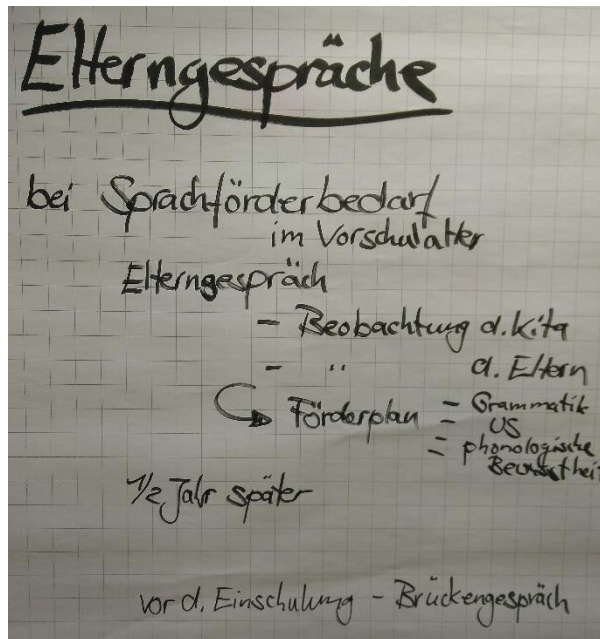 Elterngespräche
bei Sprachförderbedarf
im Vorschulalter
Elterngespräch
- Beobachtung d. Kita
- " d. Eltern
Förderplan - Grammatik
- US
- phonologische
Bewusstheit
1/2 Jahr später
vor d. Einschulung - Brückengespräch